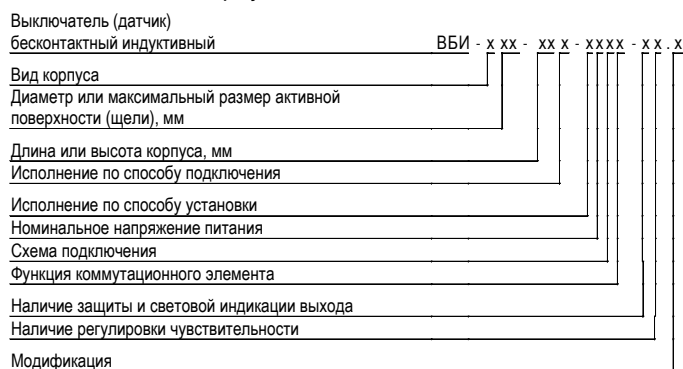 Выключатель (датчик)
бесконтактный индуктивный ВБИ - х хх - хх х - хххх - хх.х
Вид корпуса
Диаметр или максимальный размер активной
поверхности (щели), мм
Длина или высота корпуса, мм
Исполнение по способу подключения
Исполнение по способу установки
Номинальное напряжение питания
Схема подключения
Функция коммутационного элемента
Наличие защиты и световой индикации выхода
Наличие регулировки чувствительности
Модификация